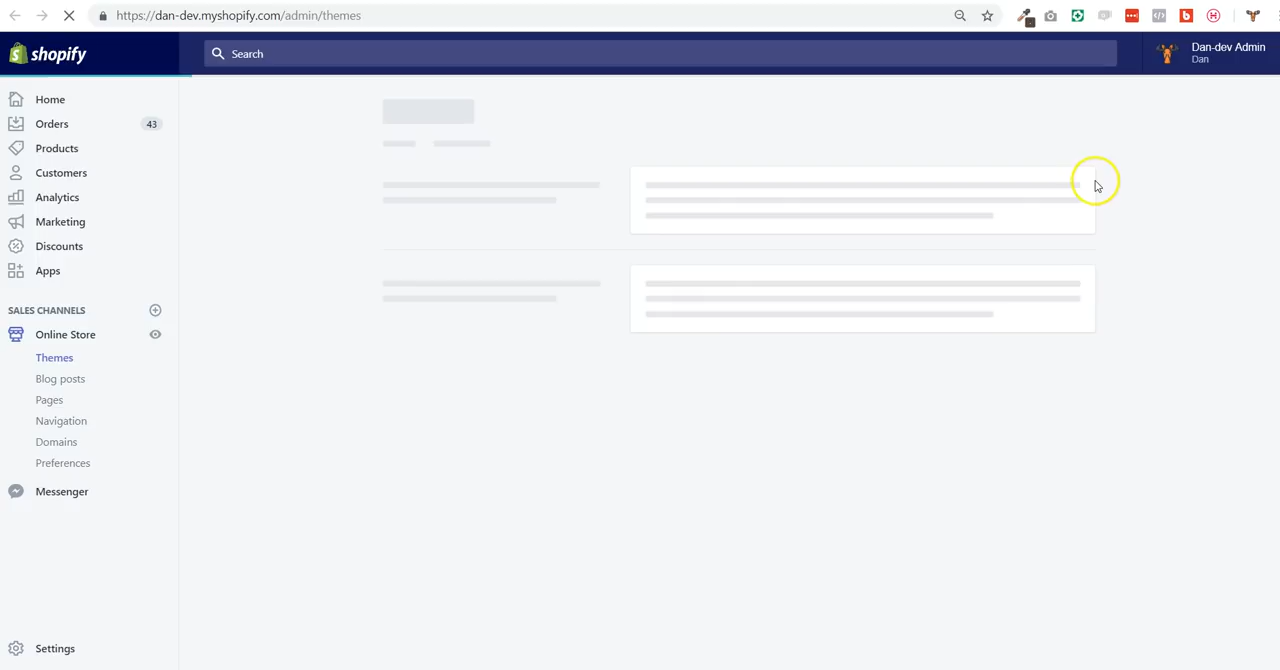 https://dan-dev.myshopify.com/admin/themes
shopify
Search
Dan-dev Admin
Dan
Home
Orders 43
Products
Customers
Analytics
Marketing
Discounts
Apps
SALES CHANNELS
Online Store
Themes
Blog posts
Pages
Navigation
Domains
Preferences
Messenger
Settings